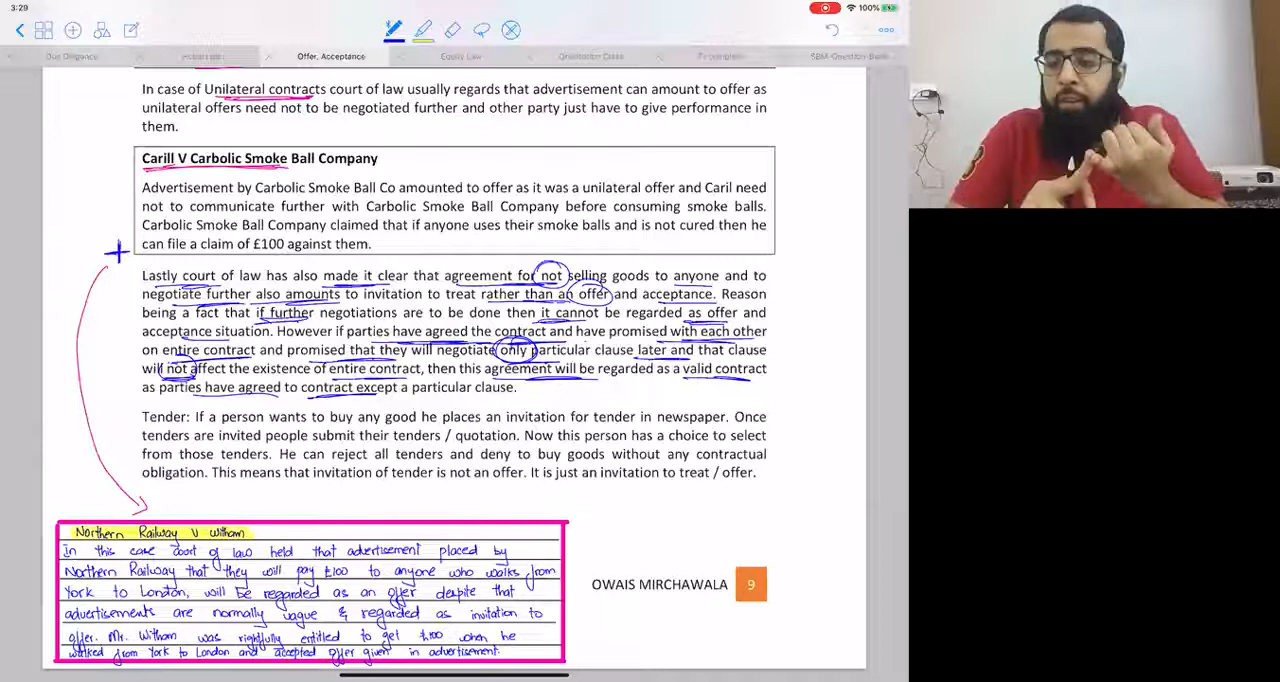 3:29
100%
Due Diligence
Offer, Acceptance
Equity Law
Orientation Class
SBM Question Bank
In case of Unilateral contracts court of law usually regards that advertisement can amount to offer as
unilateral offers need not to be negotiated further and other party just have to give performance in
them.
Carill V Carbolic Smoke Ball Company
Advertisement by Carbolic Smoke Ball Co amounted to offer as it was a unilateral offer and Caril need
not to communicate further with Carbolic Smoke Ball Company before consuming smoke balls.
Carbolic Smoke Ball Company claimed that if anyone uses their smoke balls and is not cured then he
can file a claim of £100 against them.
Lastly court of law has also made it clear that agreement for not selling goods to anyone and to
negotiate further also amounts to invitation to treat rather than an offer and acceptance. Reason
being a fact that if further negotiations are to be done then it cannot be regarded as offer and
acceptance situation. However if parties have agreed the contract and have promised with each other
on entire contract and promised that they will negotiate only particular clause later and that clause
will not affect the existence of entire contract, then this agreement will be regarded as a valid contract
as parties have agreed to contract except a particular clause.
Tender: If a person wants to buy any good he places an invitation for tender in newspaper. Once
tenders are invited people submit their tenders / quotation. Now this person has a choice to select
from those tenders. He can reject all tenders and deny to buy goods without any contractual
obligation. This means that invitation of tender is not an offer. It is just an invitation to treat / offer.
Northern Railway V Witham
In this case court of law held that advertisement placed by
Northern Railway that they will pay £100 to anyone who walks from
York to London, will be regarded as an offer despite that
advertisements are normally vague & regarded as invitation to
offer. Mr. Witham was rightfully entitled to get £100 when he
walked from York to London and accepted offer given in advertisement.
OWAIS MIRCHAWALA 9